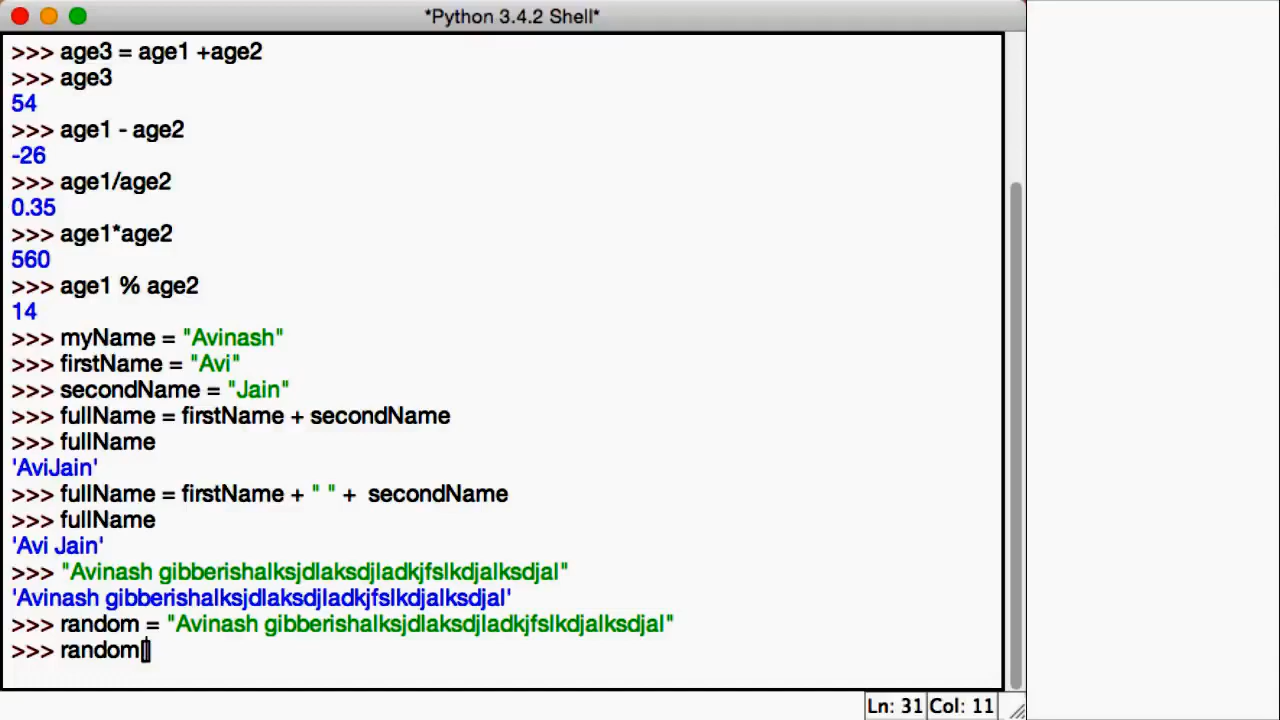 *Python 3.4.2 Shell*
>>> age3 = age1 +age2
>>> age3
54
>>> age1 - age2
-26
>>> age1/age2
0.35
>>> age1*age2
560
>>> age1 % age2
14
>>> myName = "Avinash"
>>> firstName = "Avi"
>>> secondName = "Jain"
>>> fullName = firstName + secondName
>>> fullName
'AviJain'
>>> fullName = firstName + " " +  secondName
>>> fullName
'Avi Jain'
>>> "Avinash gibberishalksjdlaksdjladkjfslkdjalksdjal"
'Avinash gibberishalksjdlaksdjladkjfslkdjalksdjal'
>>> random = "Avinash gibberishalksjdlaksdjladkjfslkdjalksdjal"
>>> random[]
Ln: 31 Col: 11